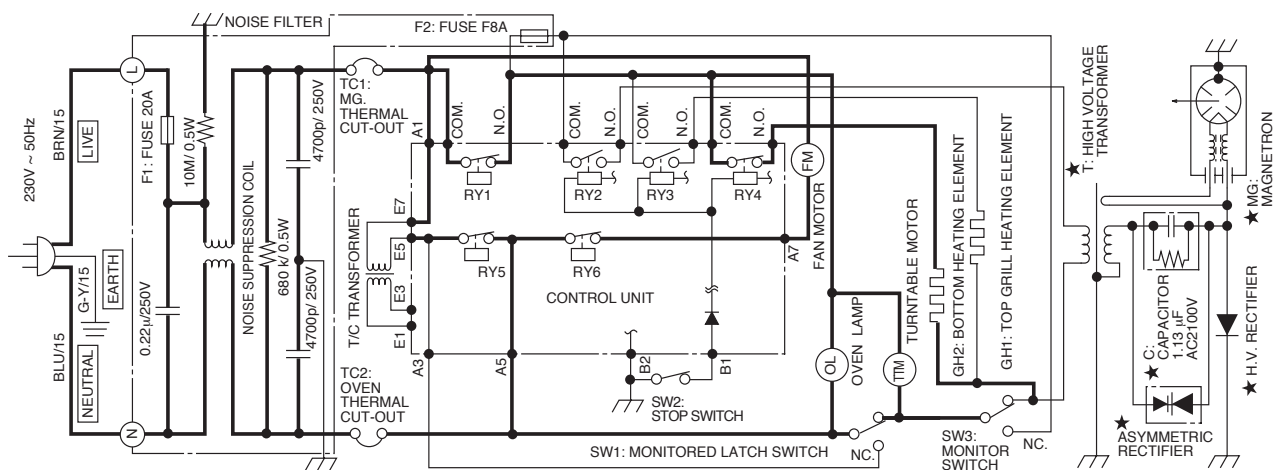 NOISE FILTER
F2: FUSE F8A
230V ~ 50Hz
BRN/15
LIVE
L
F1: FUSE 20A
10M/ 0.5W
4700p/ 250V
TC1:
MG.
THERMAL
CUT-OUT
A1
COM.
N.O.
COM.
N.O.
COM.
N.O.
COM.
N.O.
RY1
RY2
RY3
RY4
FM
FAN MOTOR
T: HIGH VOLTAGE
TRANSFORMER
MG:
MAGNETRON
G-Y/15
EARTH
BLU/15
NEUTRAL
N
0.22µ/250V
NOISE SUPPRESSION COIL
680 k/ 0.5W
4700p/ 250V
T/C TRANSFORMER
E7
E5
E3
E1
RY5
RY6
A7
CONTROL UNIT
A3
A5
B2
B1
SW2:
STOP SWITCH
TC2:
OVEN
THERMAL
CUT-OUT
OL
OVEN LAMP
TURNTABLE MOTOR
TTM
GH2: BOTTOM HEATING ELEMENT
GH1: TOP GRILL HEATING ELEMENT
C:
CAPACITOR
1.13 µF
AC2100V
H.V. RECTIFIER
SW1: MONITORED LATCH SWITCH
NC.
SW3:
MONITOR
SWITCH
NC.
ASYMMETRIC
RECTIFIER